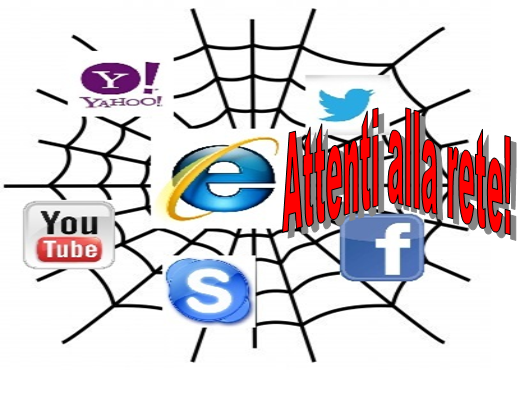 Y!
YAHOO!
Attenti alla rete!
e
You
Tube
f
S